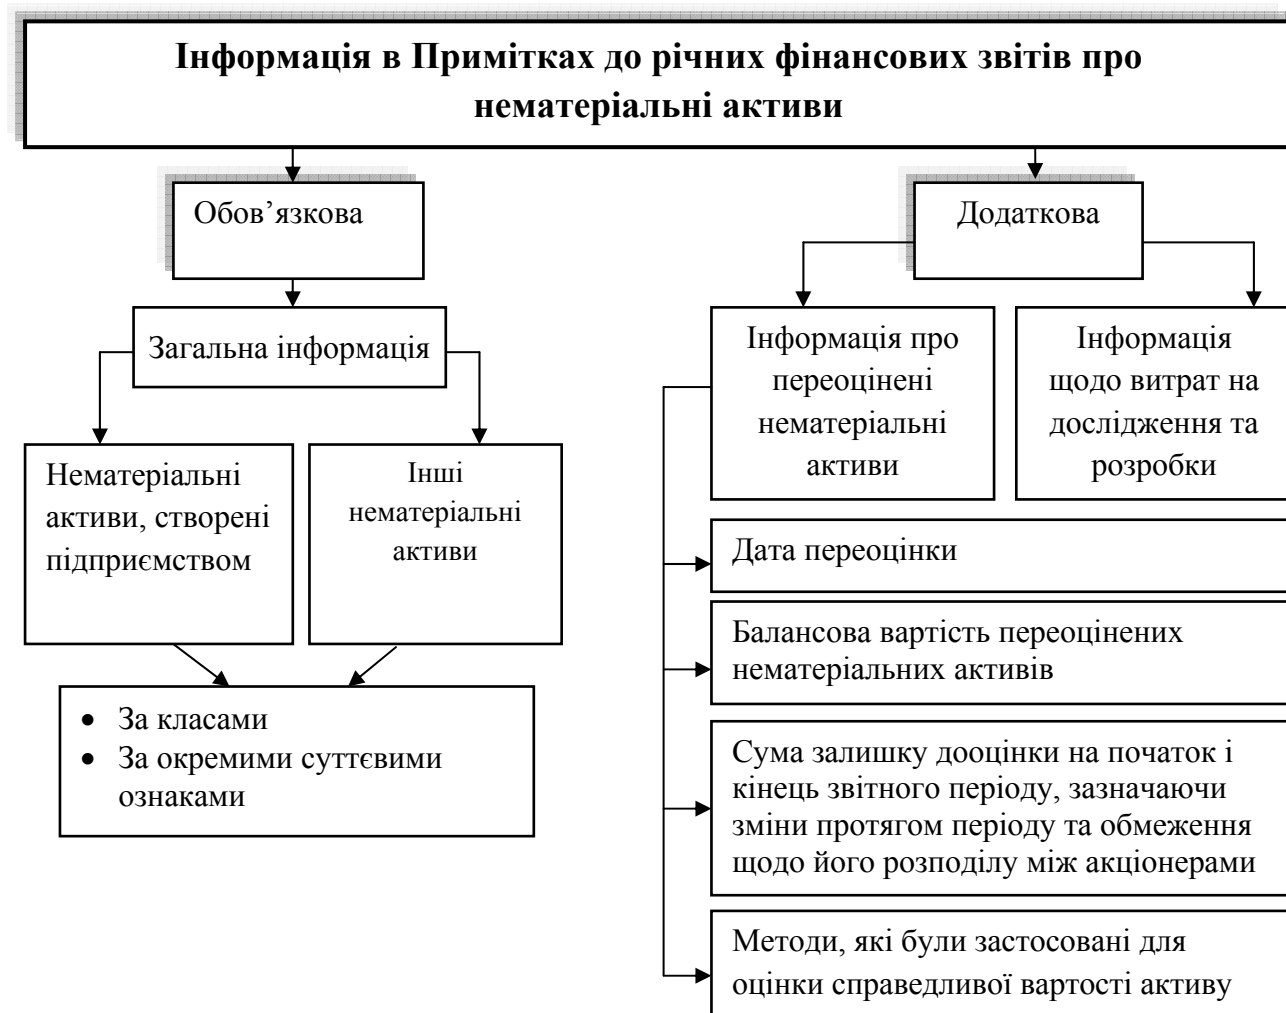 Інформація в Примітках до річних фінансових звітів про
нематеріальні активи
Обов’язкова
Додаткова
Загальна інформація
Нематеріальні
активи, створені
підприємством
Інші
нематеріальні
активи
• За класами
• За окремими суттєвими
ознаками
Інформація про
переоцінені
нематеріальні
активи
Інформація
щодо витрат на
дослідження та
розробки
Дата переоцінки
Балансова вартість переоцінених
нематеріальних активів
Сума залишку дооцінки на початок і
кінець звітного періоду, зазначаючи
зміни протягом періоду та обмеження
щодо його розподілу між акціонерами
Методи, які були застосовані для
оцінки справедливої вартості активу